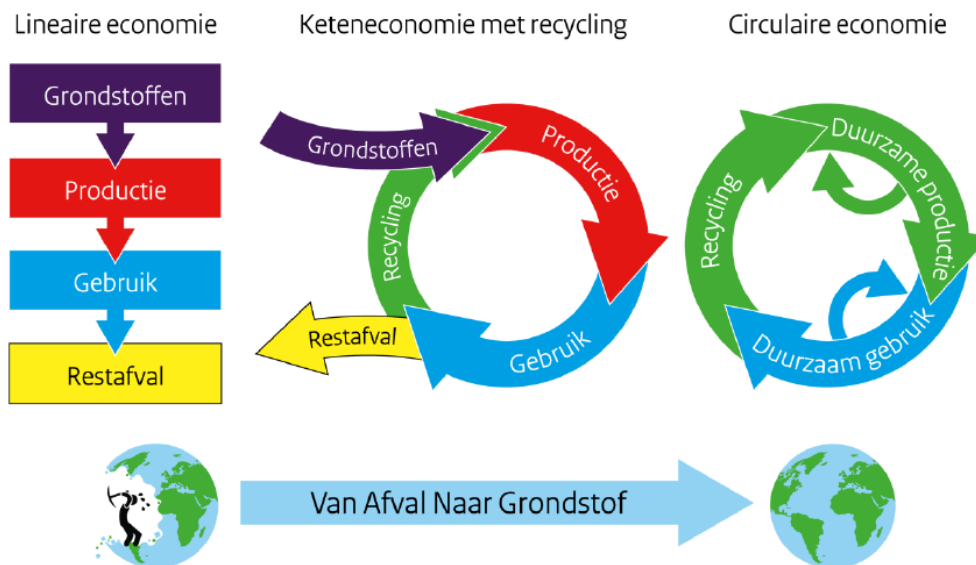 Lineaire economie
Keteneconomie met recycling
Circulaire economie
Grondstoffen
Productie
Gebruik
Restafval
Grondstoffen
Productie
Recycling
Gebruik
Restafval
Duurzame productie
Recycling
Duurzaam gebruik
Van Afval Naar Grondstof